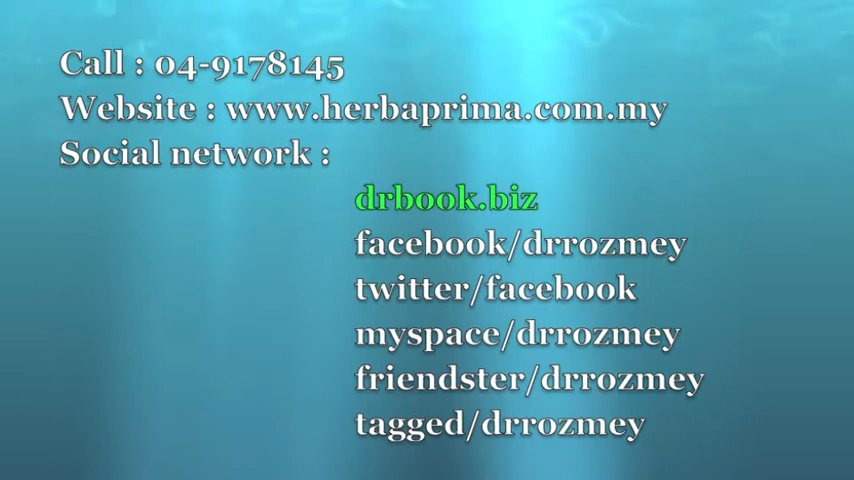 Call : 04-9178145
Website : www.herbaprima.com.my
Social network :
drbook.biz
facebook/drrozmey
twitter/facebook
myspace/drrozmey
friendster/drrozmey
tagged/drrozmey